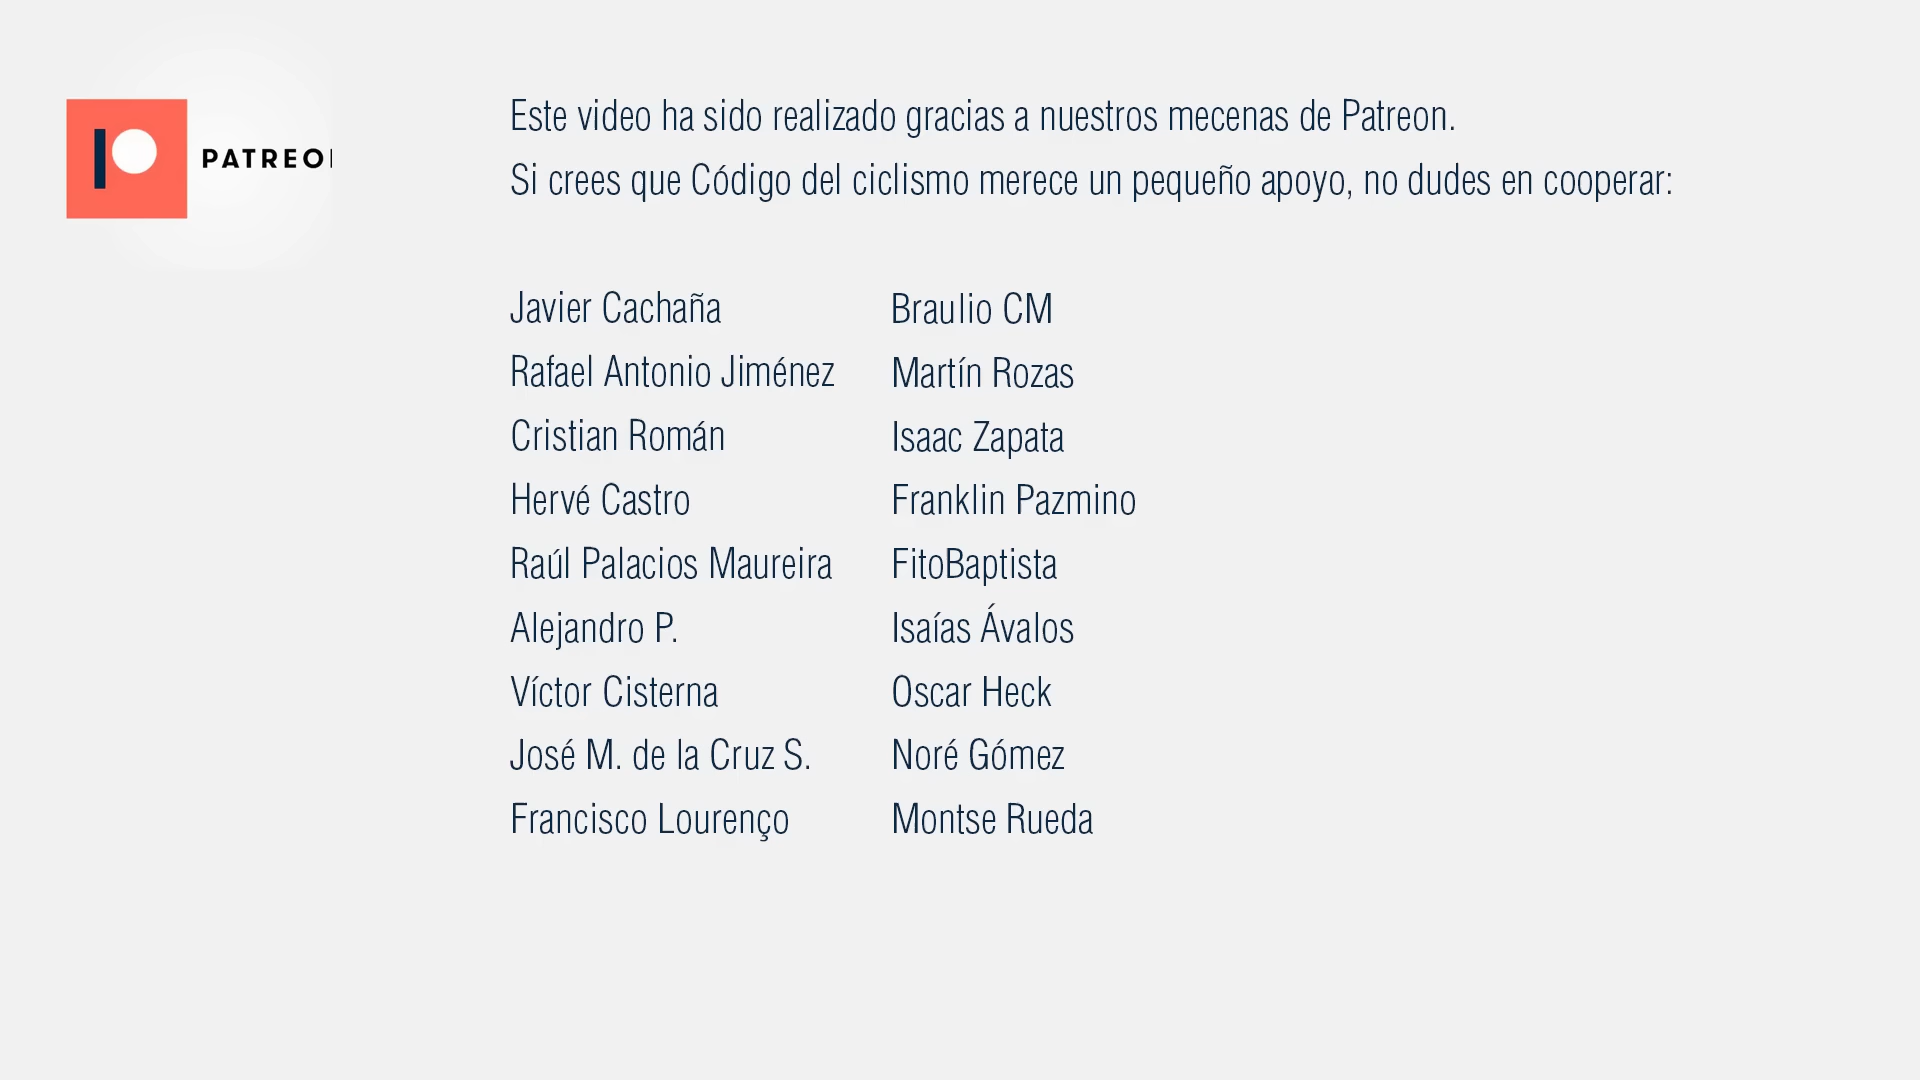 PATREON
Este video ha sido realizado gracias a nuestros mecenas de Patreon.
Si crees que Código del ciclismo merece un pequeño apoyo, no dudes en cooperar:
Javier Cachaña
Rafael Antonio Jiménez
Cristian Román
Hervé Castro
Raúl Palacios Maureira
Alejandro P.
Víctor Cisterna
José M. de la Cruz S.
Francisco Lourenço
Braulio CM
Martín Rozas
Isaac Zapata
Franklin Pazmino
FitoBaptista
Isaías Ávalos
Oscar Heck
Noré Gómez
Montse Rueda